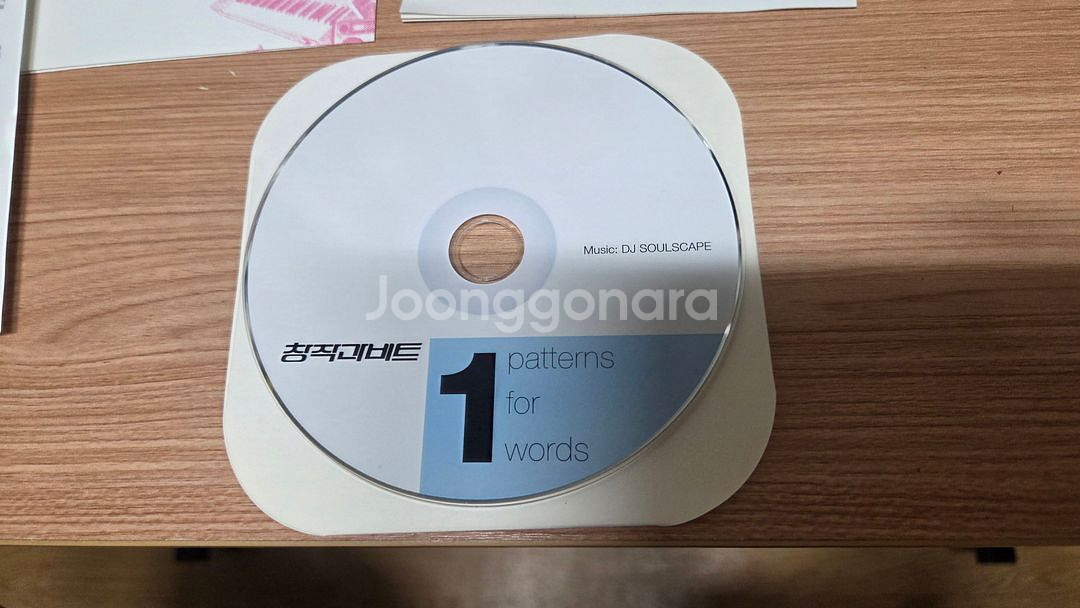 Music: DJ SOULSCAPE
Joonggonara
창작과비트
1
patterns
for
words